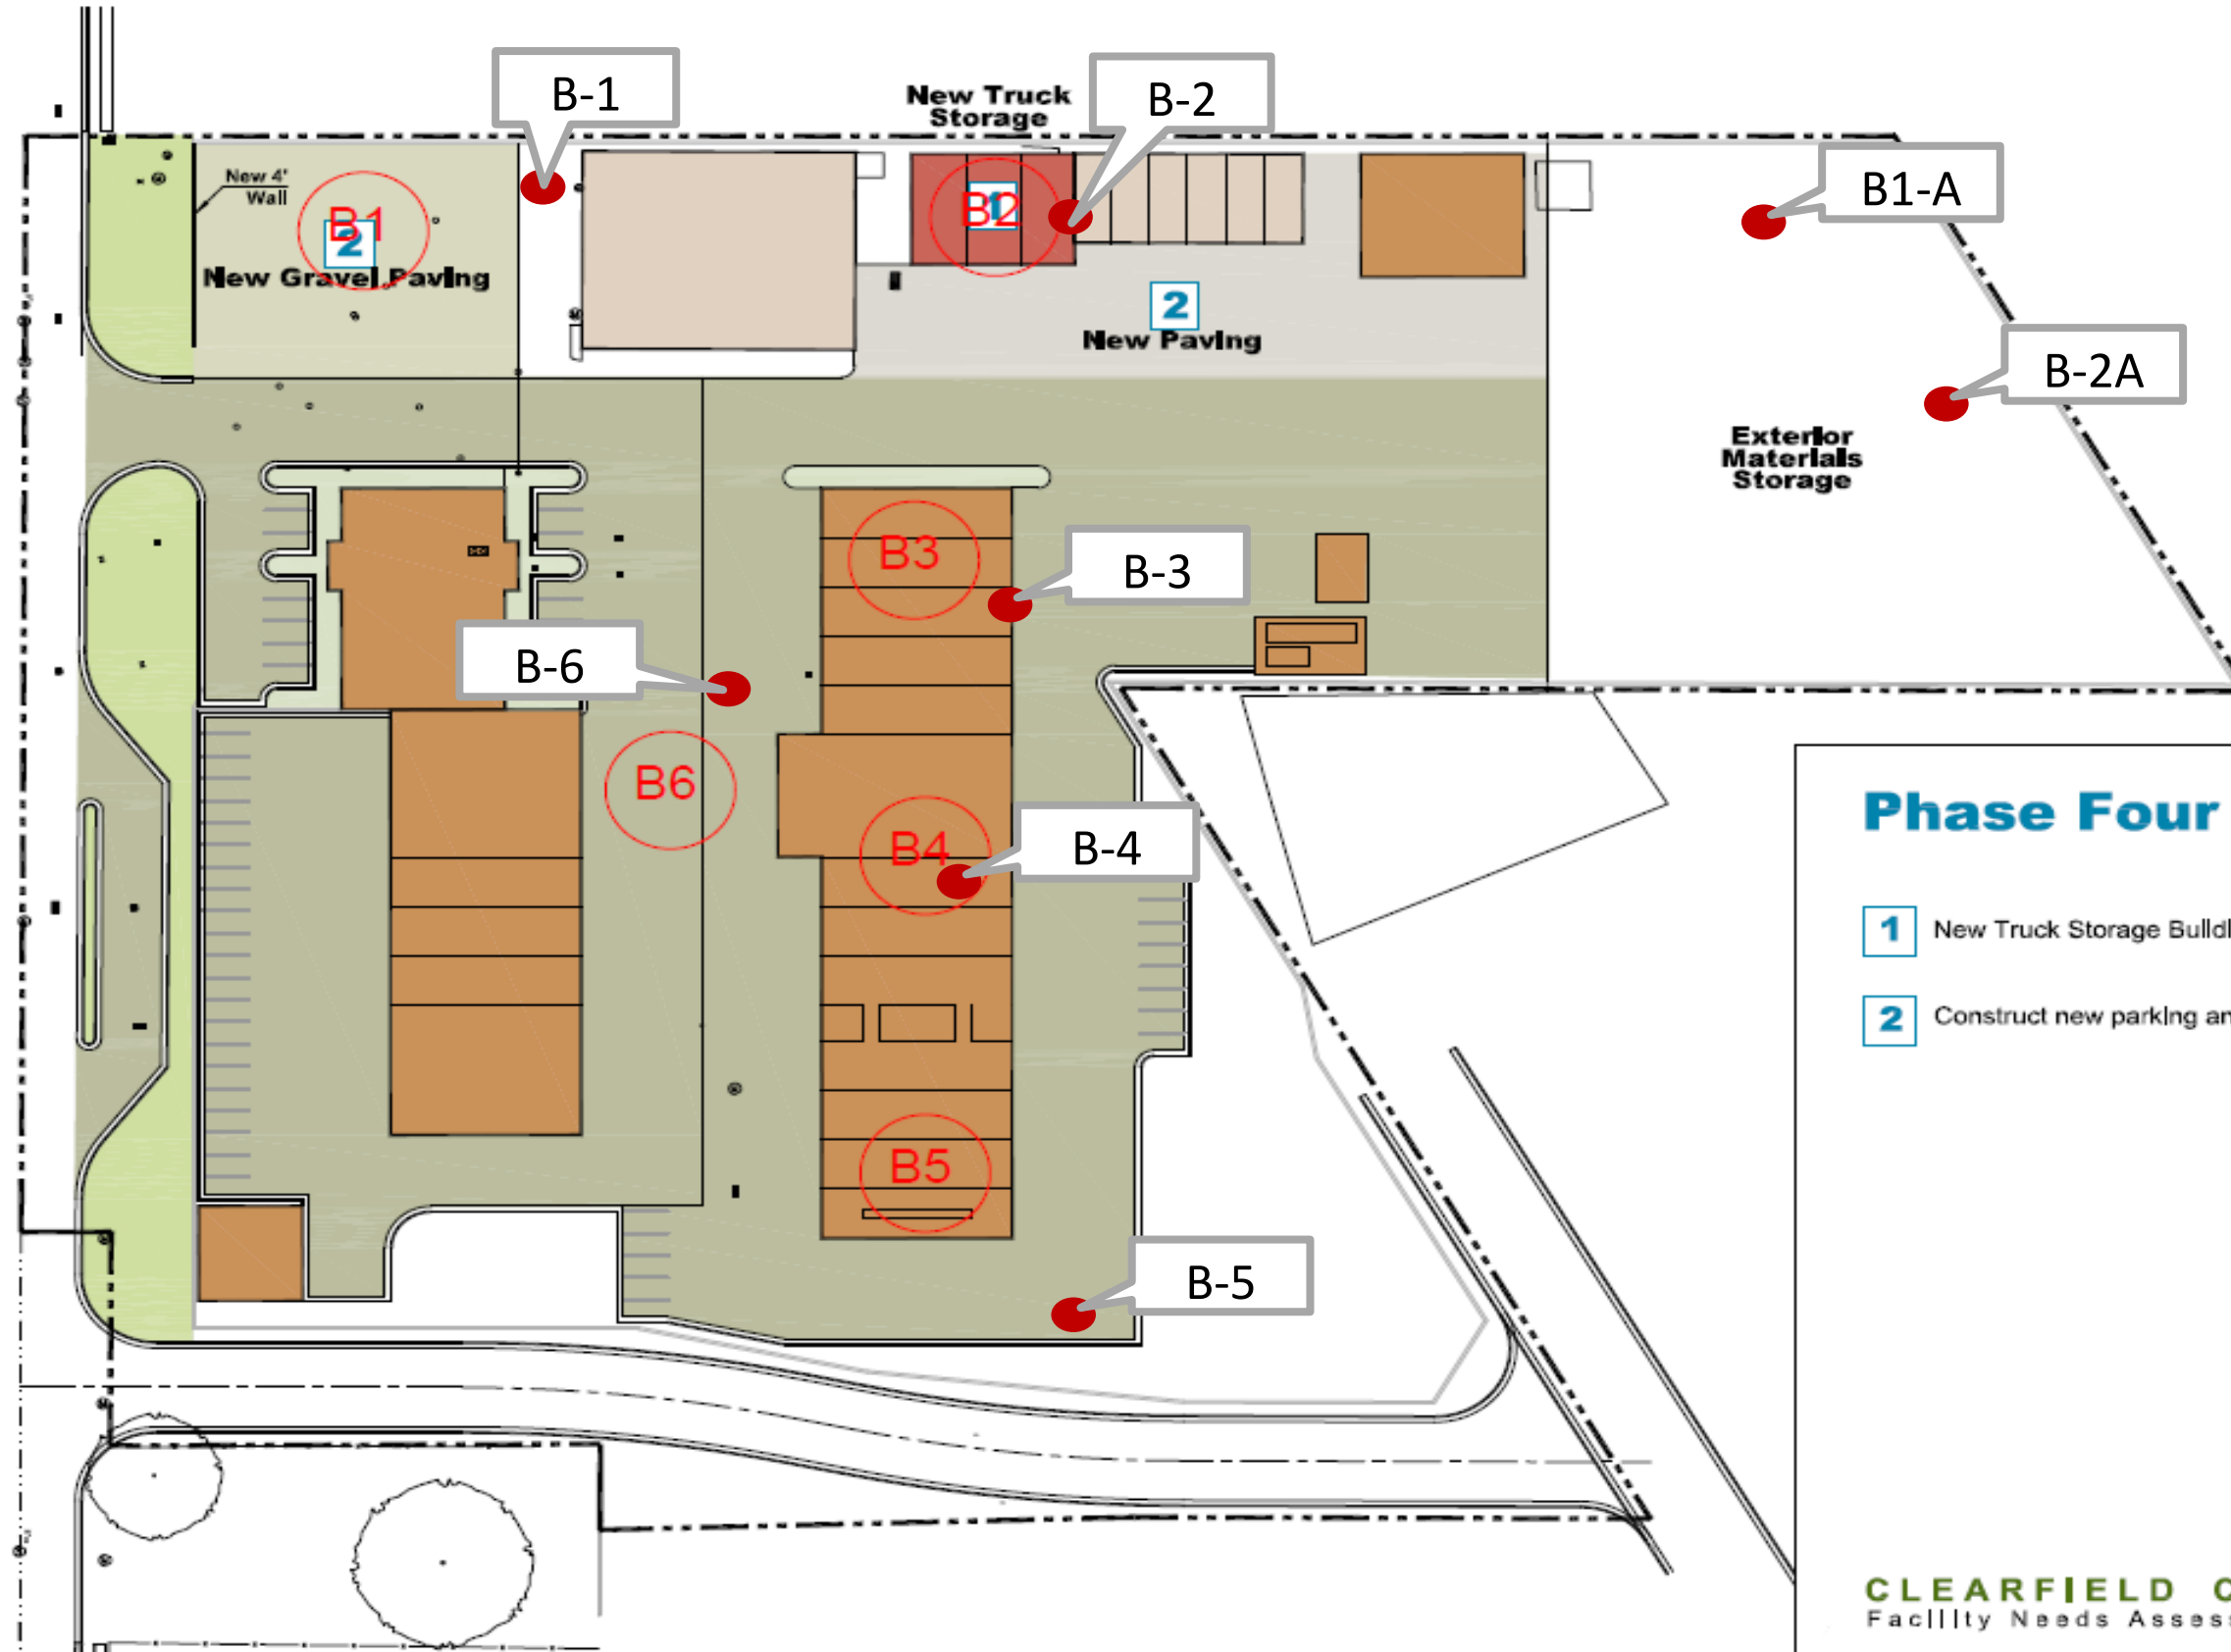 B-1
New Truck
Storage
B-2
B1-A
New 4'
Wall
B1
2
New Gravel Paving
1
B2
2
New Paving
B-2A
Exterior
Materials
Storage
B3
B-3
B-6
B6
B4
B-4
B5
B-5
Phase Four
1 New Truck Storage Buildi
2 Construct new parking an
CLEARFIELD C
Facility Needs Assess